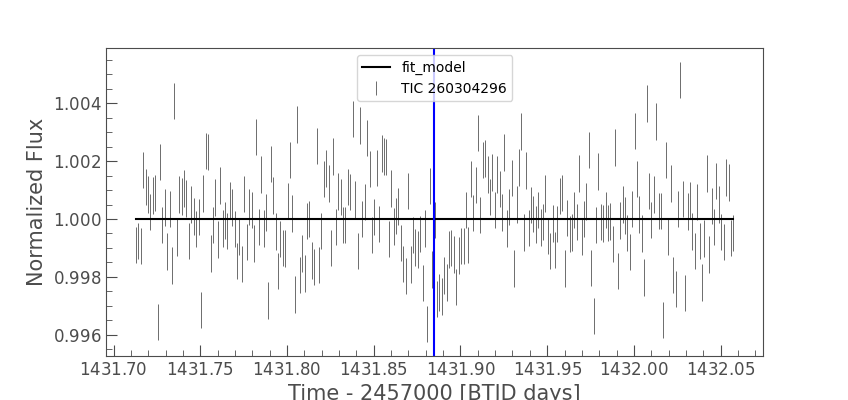 fit_model
TIC 260304296
Normalized Flux
1.004
1.002
1.000
0.998
0.996
1431.70 1431.75 1431.80 1431.85 1431.90 1431.95 1432.00 1432.05
Time - 2457000 [BTJD days]